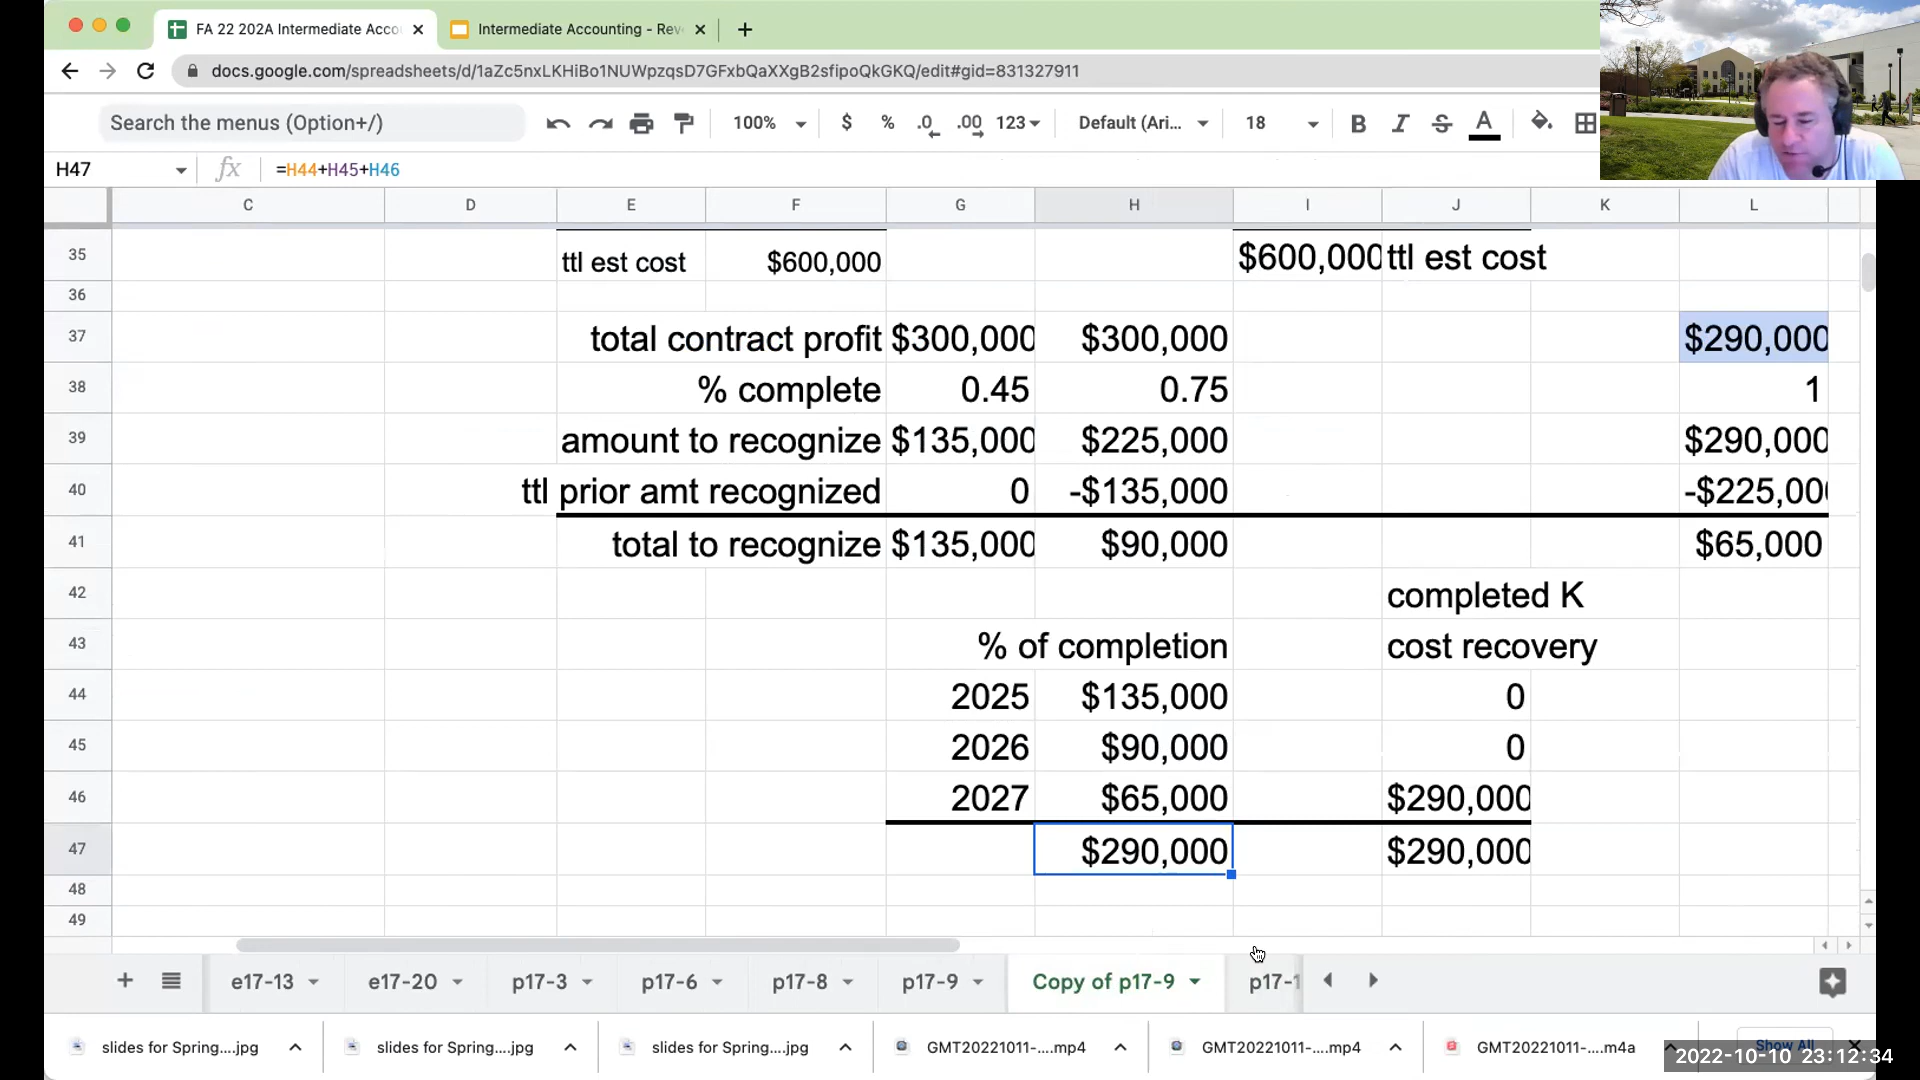 FA 22 202A Intermediate Acco
Intermediate Accounting - Rev
docs.google.com/spreadsheets/d/1aZc5nxLKHiBo1NUWpzqsD7GFxbQaXXgB2sfipoQkGKQ/edit#gid=831327911
Search the menus (Option+/) 100% $ % .0 .00 123 Default (Ari... 18 B I S A
H47 fx =H44+H45+H46
C D E F G H I J K L
35 ttl est cost $600,000 $600,000 ttl est cost
36
37 total contract profit $300,000 $300,000 $290,000
38 % complete 0.45 0.75 1
39 amount to recognize $135,000 $225,000 $290,000
40 ttl prior amt recognized 0 -$135,000 -$225,000
41 total to recognize $135,000 $90,000 $65,000
42 completed K
43 % of completion cost recovery
44 2025 $135,000 0
45 2026 $90,000 0
46 2027 $65,000 $290,000
47 $290,000 $290,000
48
49
e17-13 e17-20 p17-3 p17-6 p17-8 p17-9 Copy of p17-9 p17-1
slides for Spring....jpg slides for Spring....jpg slides for Spring....jpg GMT20221011-....mp4 GMT20221011-....mp4 GMT20221011-....m4a Show All
2022-10-10 23:12:34